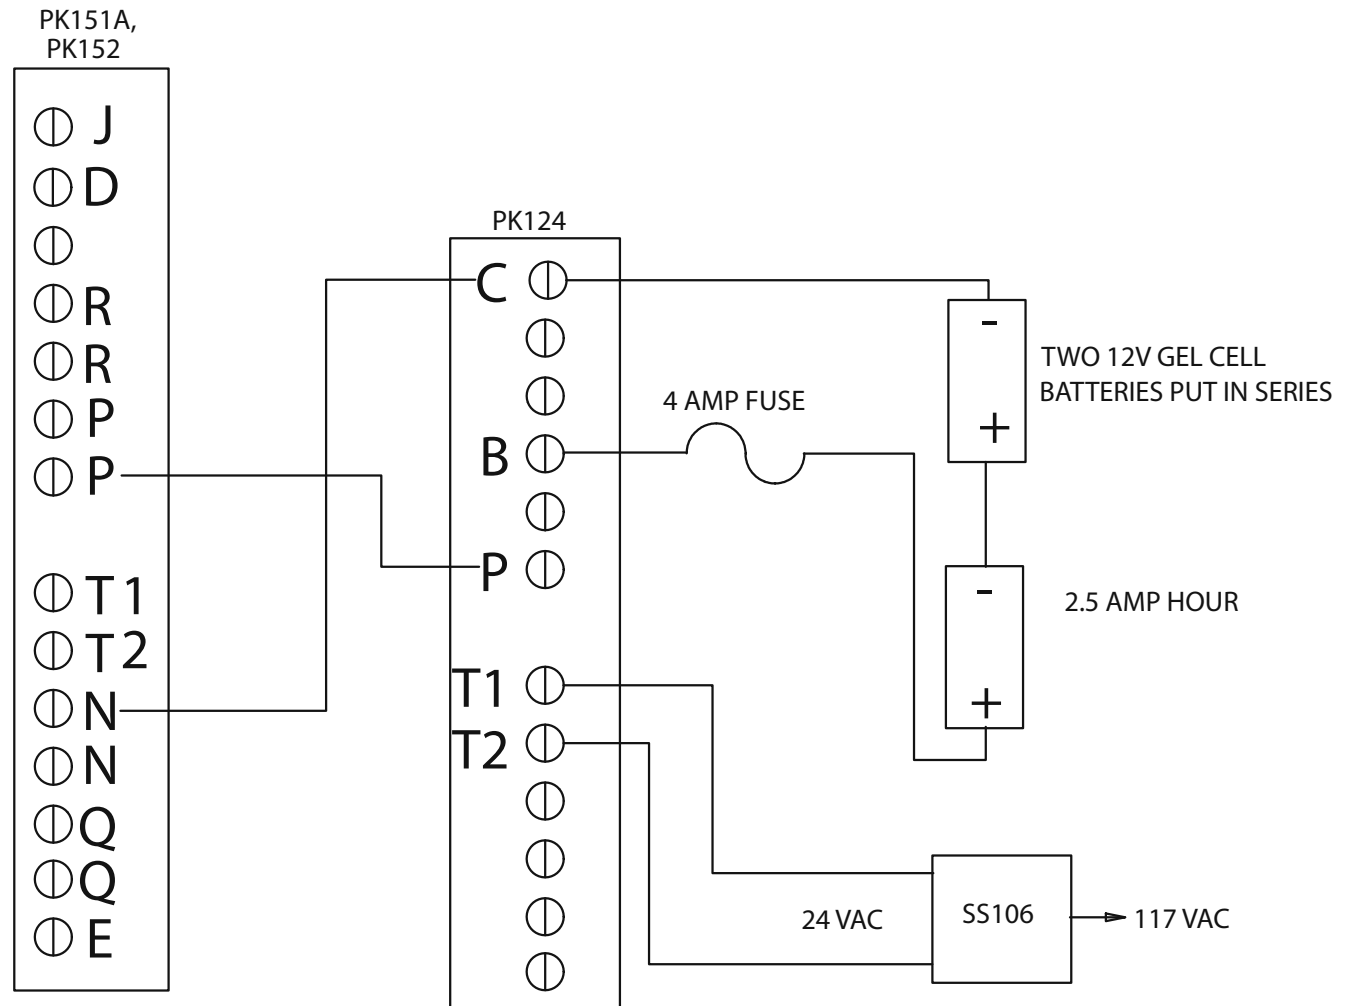 PK151A,
PK152
J
D
R
R
P
P
T1
T2
N
N
Q
Q
E
PK124
C
B
P
T1
T2
4 AMP FUSE
-
+
TWO 12V GEL CELL
BATTERIES PUT IN SERIES
-
+
2.5 AMP HOUR
24 VAC
SS106
117 VAC